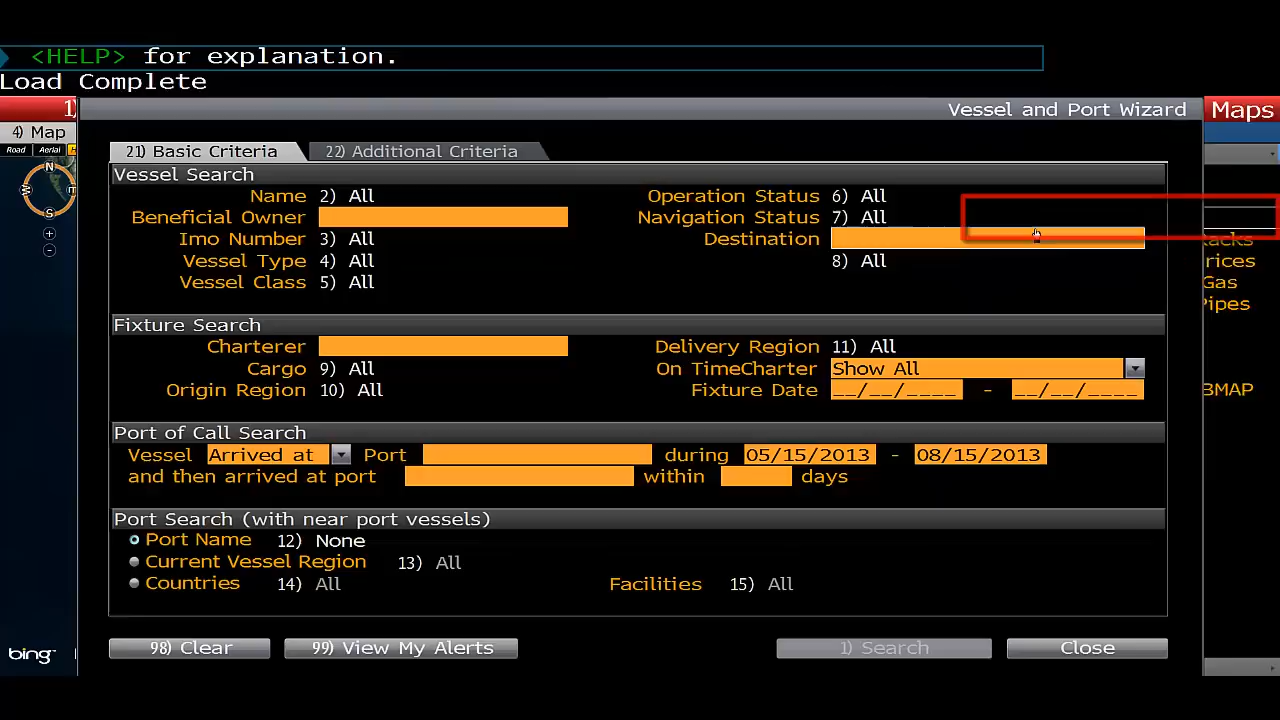 <HELP> for explanation.
Load Complete
1)
Vessel and Port Wizard
Maps
4) Map
Road Aerial
21) Basic Criteria 22) Additional Criteria
N
W
S
+
-
Vessel Search
Name 2) All Operation Status 6) All
Beneficial Owner Navigation Status 7) All
Imo Number 3) All Destination
Vessel Type 4) All 8) All
Vessel Class 5) All
rices
Gas
Pipes
Fixture Search
Charterer Delivery Region 11) All
Cargo 9) All On TimeCharter Show All
Origin Region 10) All Fixture Date __/__/____ - __/__/____
BMAP
Port of Call Search
Vessel Arrived at Port during 05/15/2013 - 08/15/2013
and then arrived at port within days
Port Search (with near port vessels)
Port Name 12) None
Current Vessel Region 13) All
Countries 14) All Facilities 15) All
98) Clear 99) View My Alerts 1) Search Close
bing